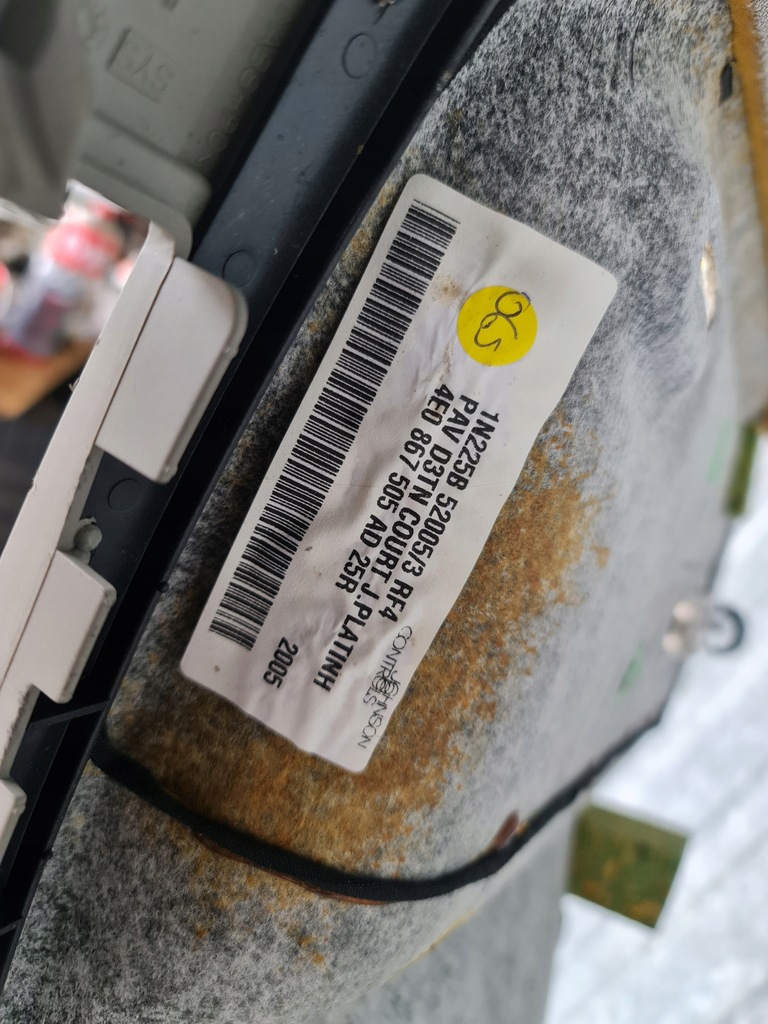 1N225B 52005/3 RF4
PAV D3TN COURT J.PLATINH
4E0 867 505 AD 25R
2005
JOHNSON
CONTROLS